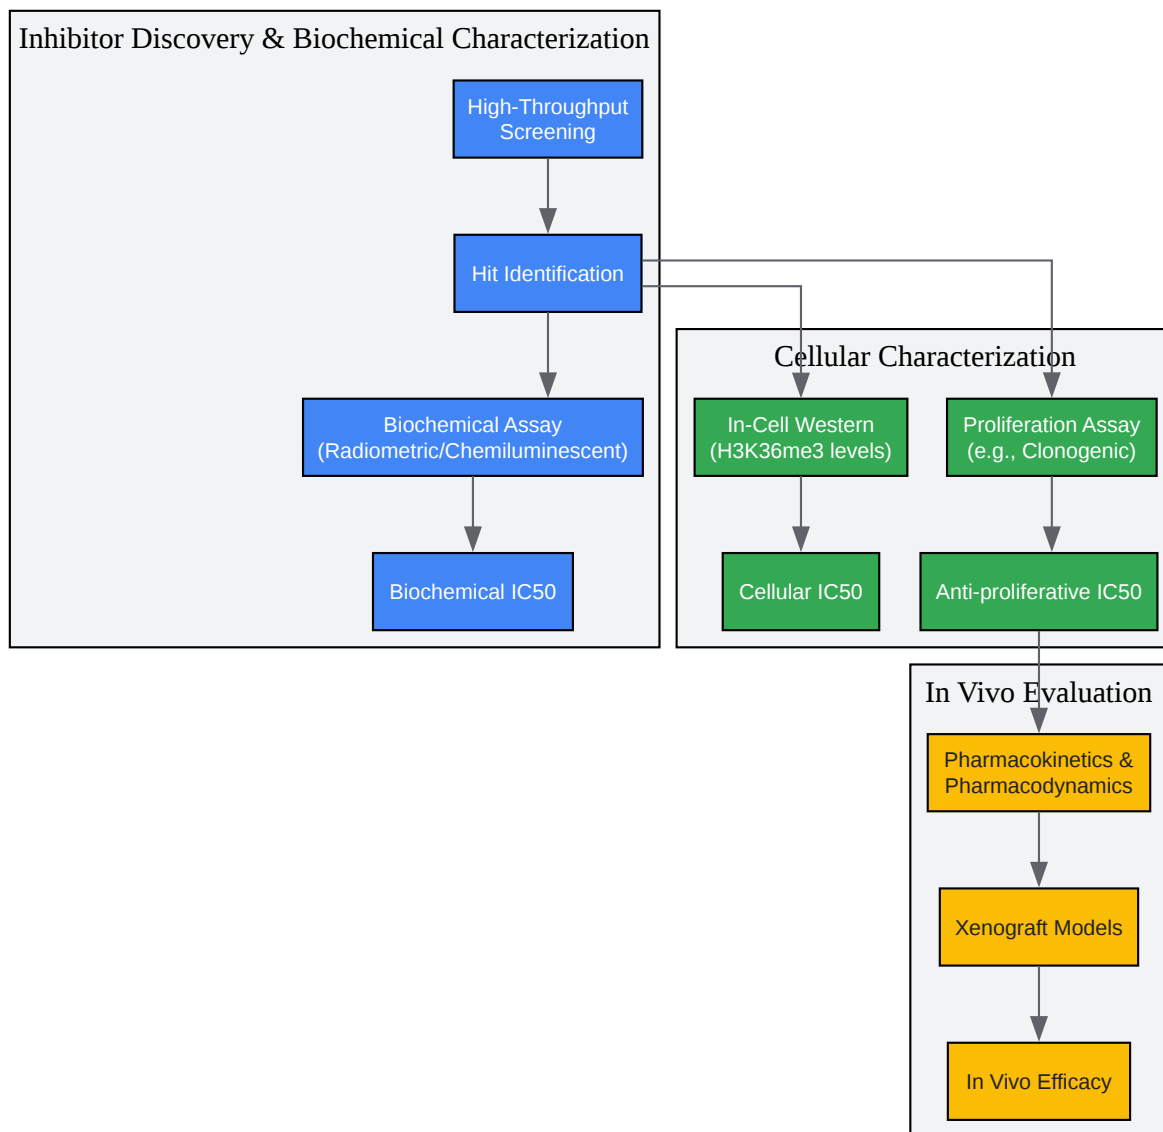 Inhibitor Discovery & Biochemical Characterization
High-Throughput
Screening
Hit Identification
Biochemical Assay
(Radiometric/Chemiluminescent)
Biochemical IC50
Cellular Characterization
In-Cell Western
(H3K36me3 levels)
Cellular IC50
Proliferation Assay
(e.g., Clonogenic)
Anti-proliferative IC50
In Vivo Evaluation
Pharmacokinetics &
Pharmacodynamics
Xenograft Models
In Vivo Efficacy